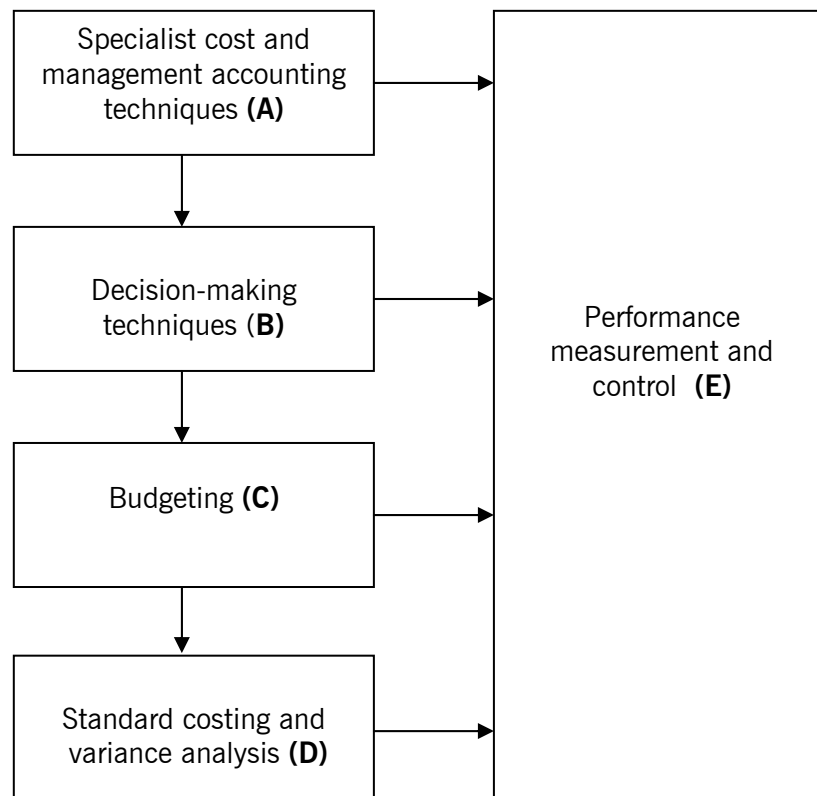 Specialist cost and
management accounting
techniques (A)
Decision-making
techniques (B)
Budgeting (C)
Standard costing and
variance analysis (D)
Performance
measurement and
control (E)